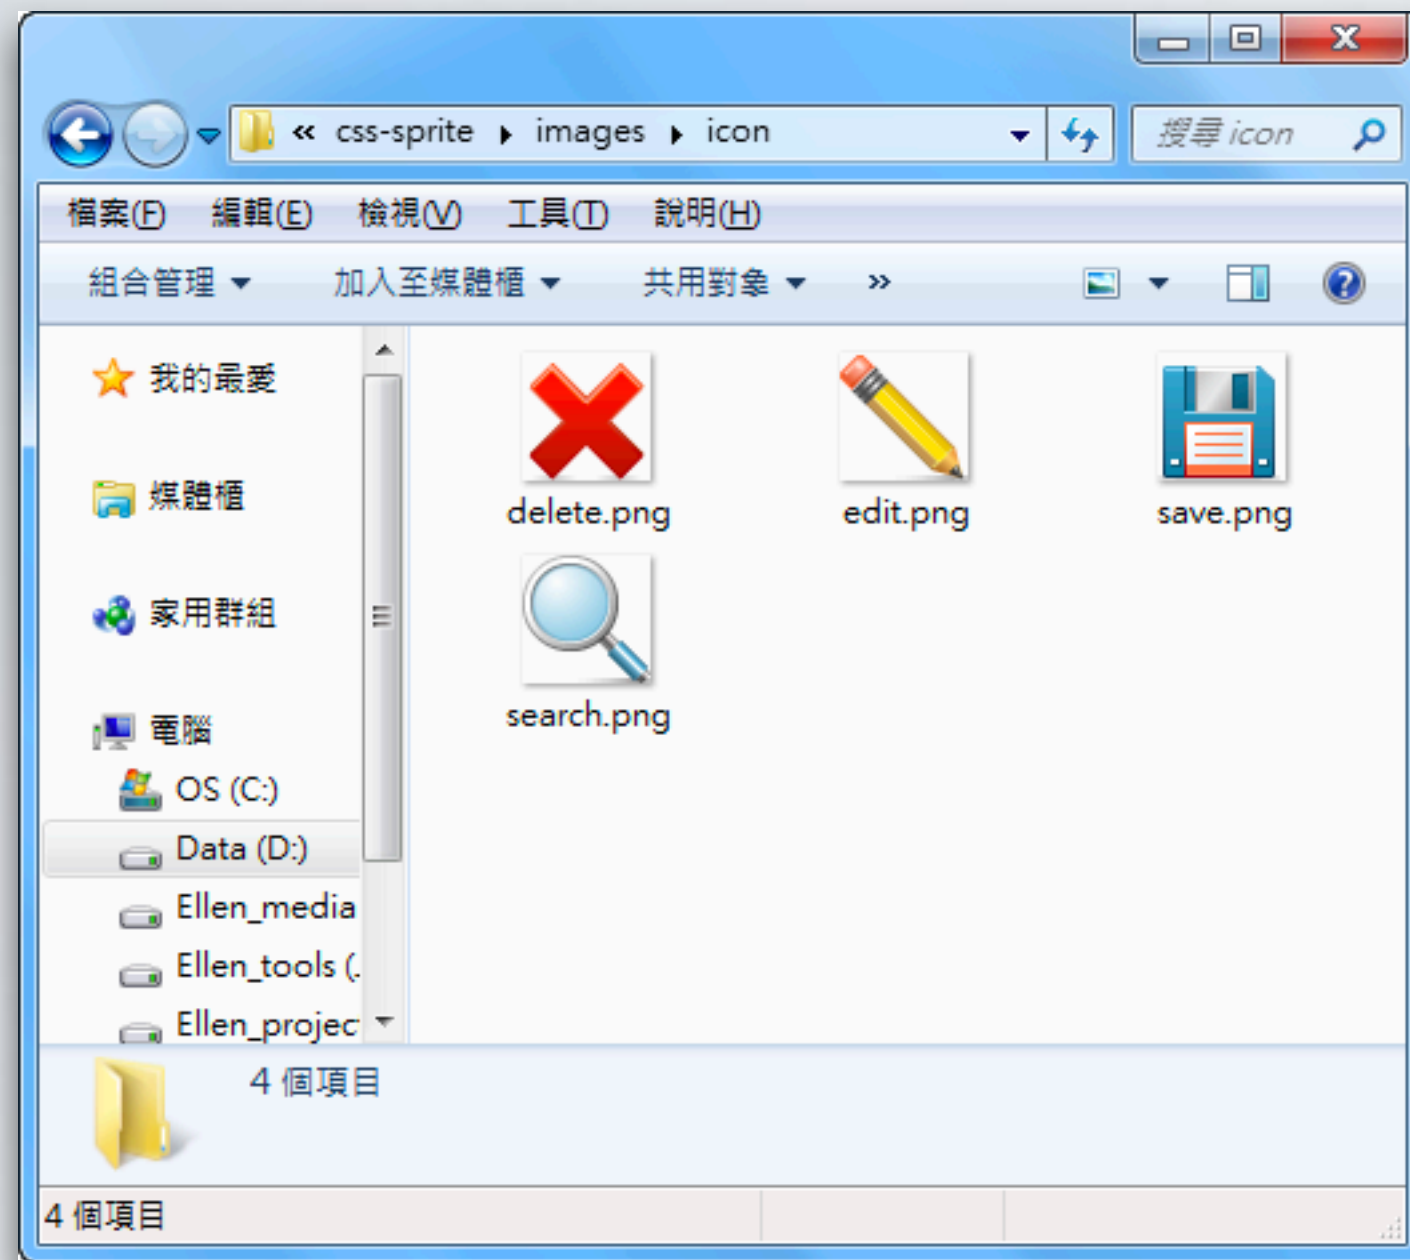 « css-sprite ▸ images ▸ icon
搜尋 icon
檔案(F) 編輯(E) 檢視(V) 工具(T) 說明(H)
組合管理 加入至媒體櫃 共用對象 »
我的最愛
媒體櫃
家用群組
電腦
OS (C:)
Data (D:)
Ellen_media
Ellen_tools (.
Ellen_projec
delete.png
edit.png
save.png
search.png
4 個項目
4 個項目